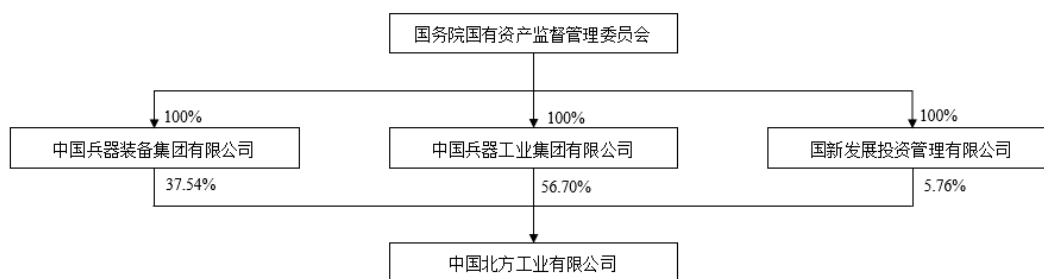 国务院国有资产监督管理委员会
100%
100%
100%
中国兵器装备集团有限公司
中国兵器工业集团有限公司
国新发展投资管理有限公司
37.54%
56.70%
5.76%
中国北方工业有限公司